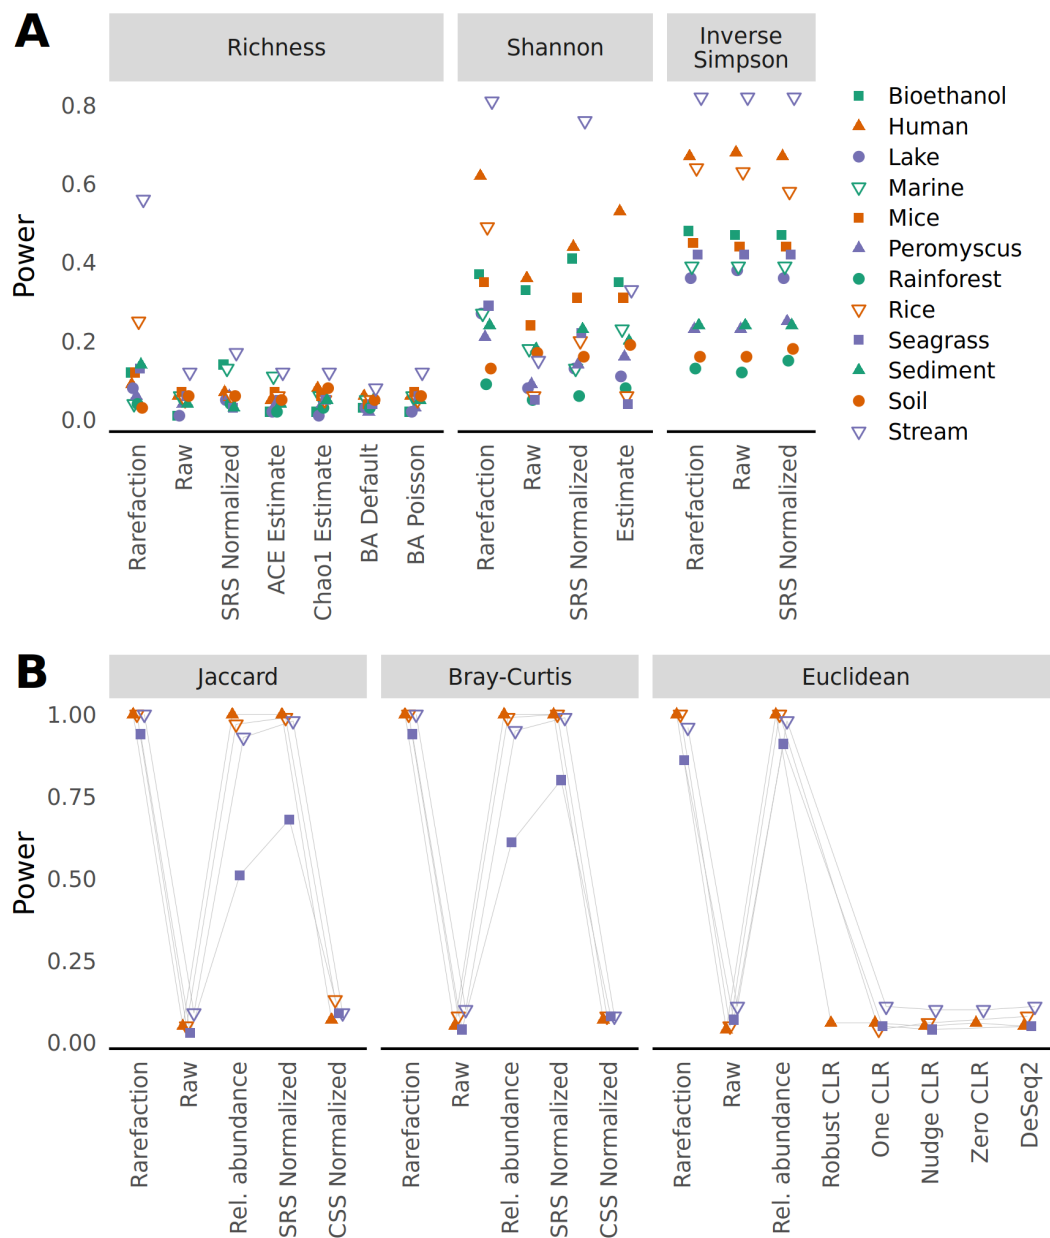 A
Richness
Shannon
Inverse
Simpson
0.8
0.6
0.4
0.2
0.0
Power
Rarefaction
Raw
SRS Normalized
ACE Estimate
Chao1 Estimate
BA Default
BA Poisson
Rarefaction
Raw
SRS Normalized
Estimate
Rarefaction
Raw
SRS Normalized
Bioethanol
Human
Lake
Marine
Mice
Peromyscus
Rainforest
Rice
Seagrass
Sediment
Soil
Stream
B
Jaccard
Bray-Curtis
Euclidean
1.00
0.75
0.50
0.25
0.00
Power
Rarefaction
Raw
Rel. abundance
SRS Normalized
CSS Normalized
Rarefaction
Raw
Rel. abundance
SRS Normalized
CSS Normalized
Rarefaction
Raw
Rel. abundance
Robust CLR
One CLR
Nudge CLR
Zero CLR
DeSeq2